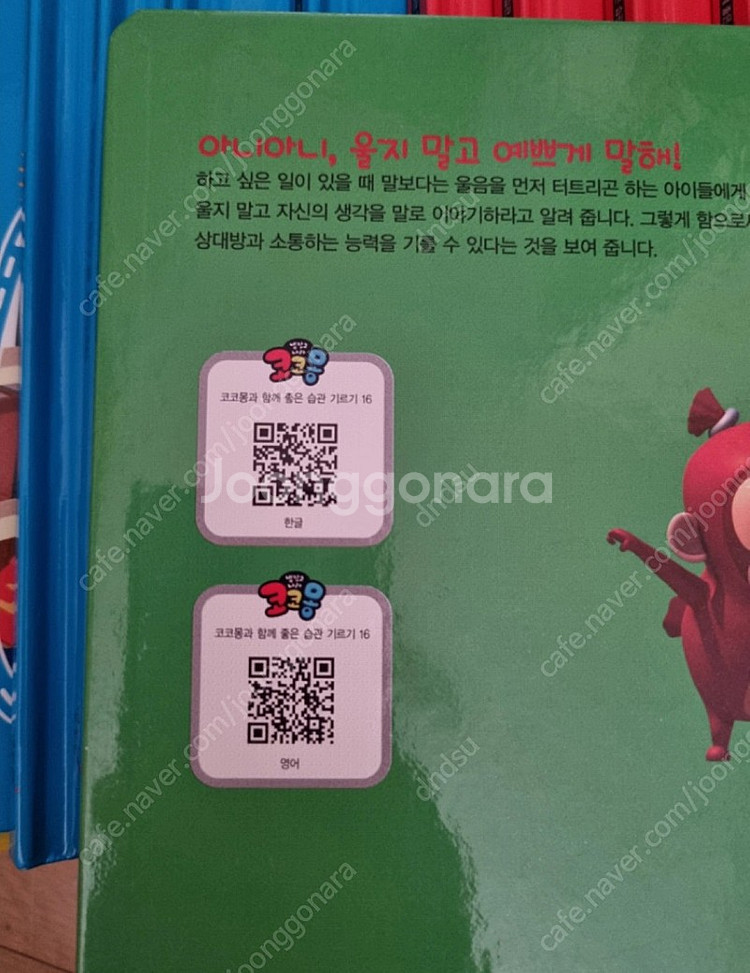 아니아니, 울지 말고 예쁘게 말해!
하고 싶은 일이 있을 때 말보다는 울음을 먼저 터트리곤 하는 아이들에게
울지 말고 자신의 생각을 말로 이야기하라고 알려 줍니다. 그렇게 함으로써
상대방과 소통하는 능력을 기를 수 있다는 것을 보여 줍니다.
코코몽
코코몽과 함께 좋은 습관 기르기 16
한글
Joonggonara
코코몽
코코몽과 함께 좋은 습관 기르기 16
영어
cafe.naver.com/joonggonara
dndsu